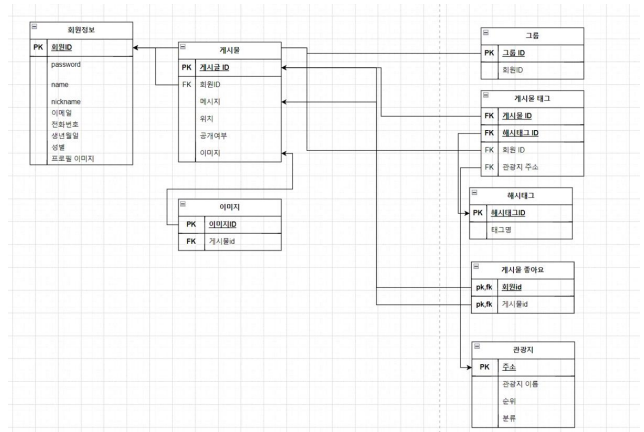 회원정보
PK 회원ID
password
name
nickname
이메일
전화번호
생년월일
성별
프로필 이미지
게시물
PK 게시글 ID
FK 회원ID
메시지
위치
공개여부
이미지
이미지
PK 이미지ID
FK 게시물id
그룹
PK 그룹 ID
회원ID
게시물 태그
FK 게시물 ID
FK 해시태그 ID
FK 회원 ID
FK 관광지 주소
해시태그
PK 해시태그ID
태그명
게시물 좋아요
pk,fk 회원id
pk,fk 게시물id
관광지
PK 주소
관광지 이름
순위
분류